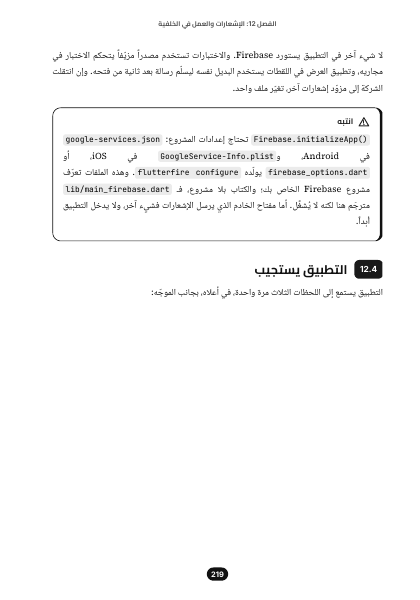 الفصل 12: الإشعارات والعمل في الخلفية
لا شيء آخر في التطبيق يستورد Firebase. والاختبارات تستخدم مصدراً مزيّفاً يتحكم الاختبار في
مجاريه، وتطبيق العرض في اللقطات يستخدم البديل نفسه ليسلّم رسالة بعد ثانية من فتحه. وإن انتقلت
الشركة إلى مزوّد إشعارات آخر، تغيّر ملف واحد.
انتبه
Firebase.initializeApp() تحتاج إعدادات المشروع: google-services.json
في Android، و GoogleService-Info.plist في iOS، أو
firebase_options.dart يولّده flutterfire configure. وهذه الملفات تعرّف
مشروع Firebase الخاص بك؛ والكتاب بلا مشروع، فـ lib/main_firebase.dart
مترجَم هنا لكنه لا يُشغَّل. أما مفتاح الخادم الذي يرسل الإشعارات فشيء آخر، ولا يدخل التطبيق
أبداً.
12.4 التطبيق يستجيب
التطبيق يستمع إلى اللحظات الثلاث مرة واحدة، في أعلاه، بجانب الموجّه:
219